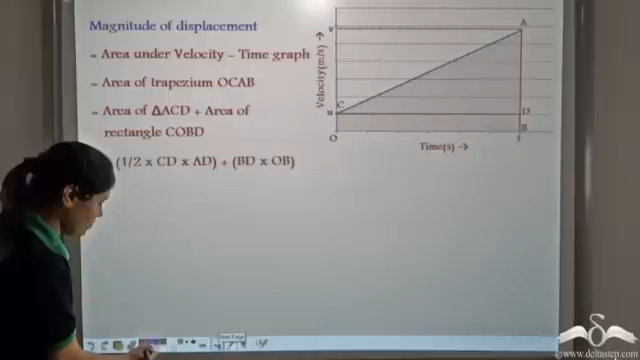 Magnitude of displacement
= Area under Velocity – Time graph
= Area of trapezium OCAB
= Area of ΔACD + Area of
rectangle COBD
(1/2 x CD x AD) + (BD x OB)
Velocity(m/s) →
v
A
C
u
D
B
O
t
Time(s) →
©www.deltastep.com